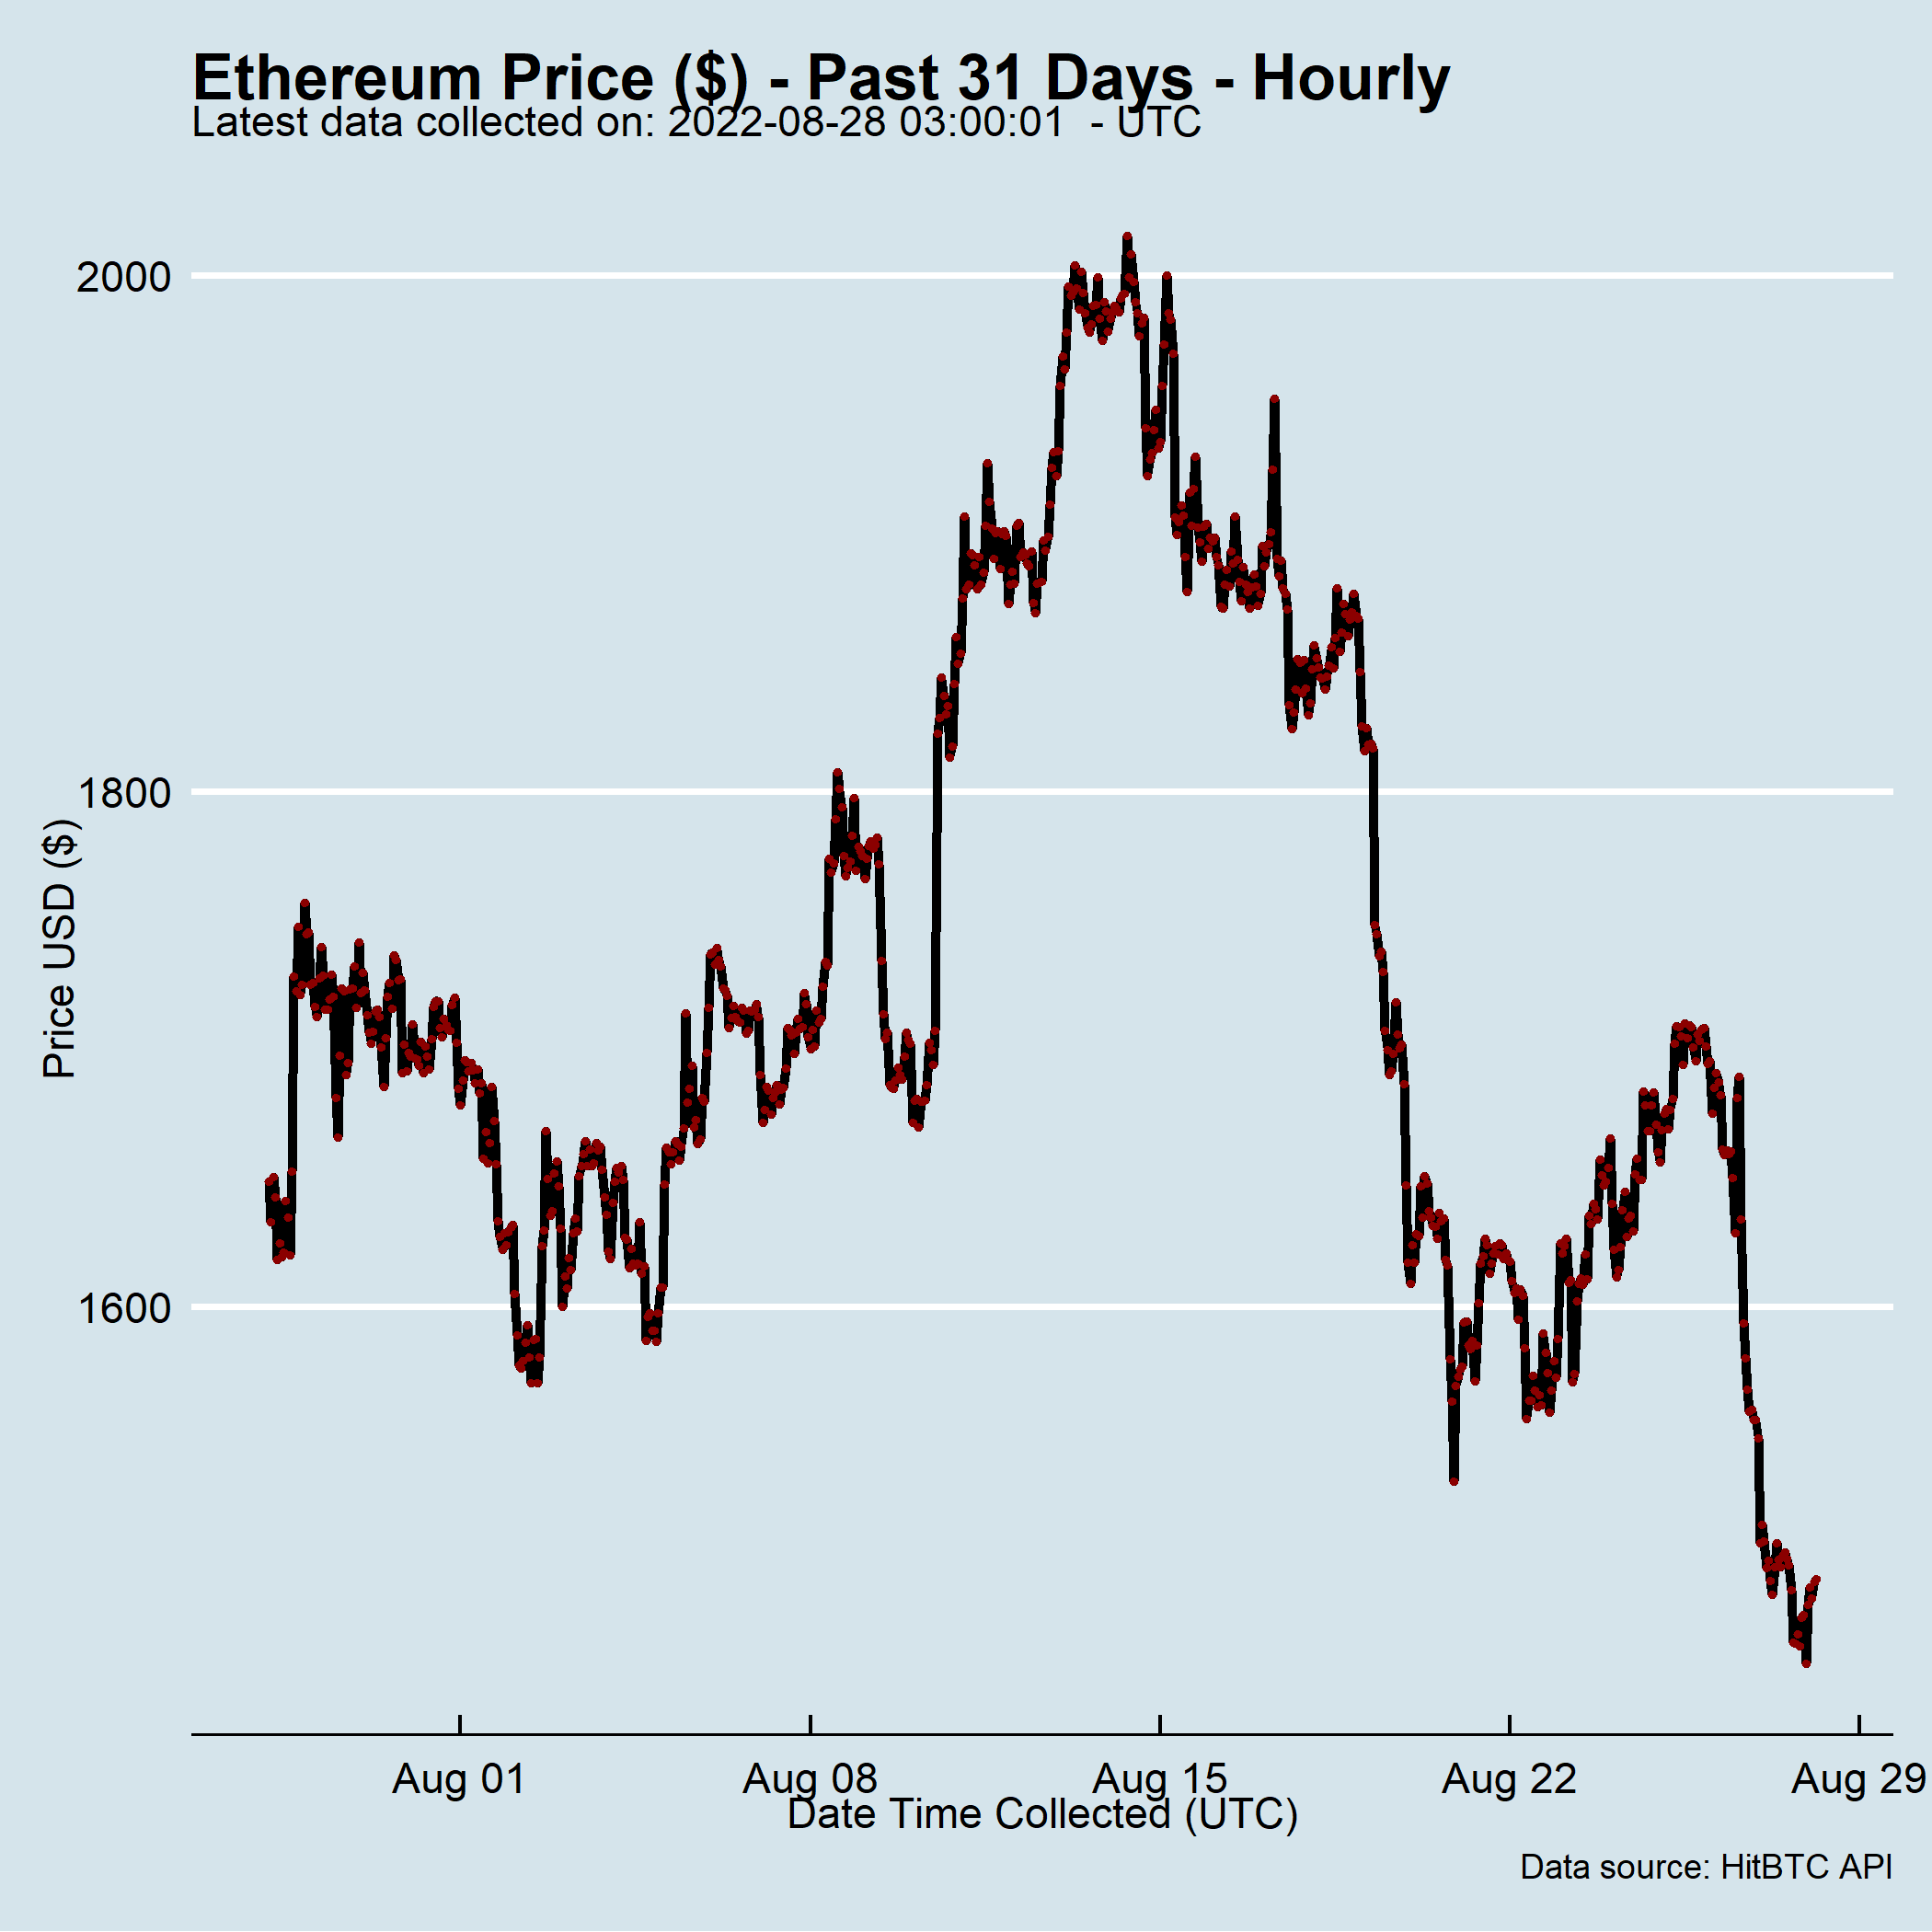 Ethereum Price ($) - Past 31 Days - Hourly
Latest data collected on: 2022-08-28 03:00:01  - UTC
2000
1800
1600
Price USD ($)
Aug 01
Aug 08
Aug 15
Aug 22
Aug 29
Date Time Collected (UTC)
Data source: HitBTC API